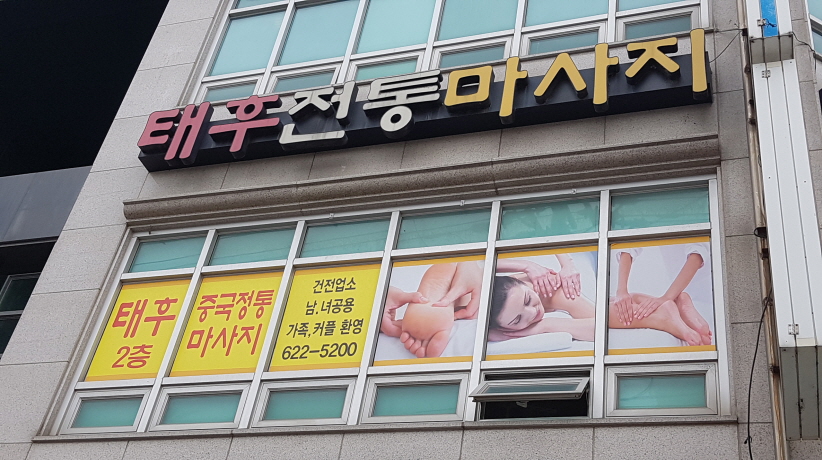 태후전통마사지
태후
2층
중국정통
마사지
건전업소
남.녀공용
가족,커플 환영
622-5200